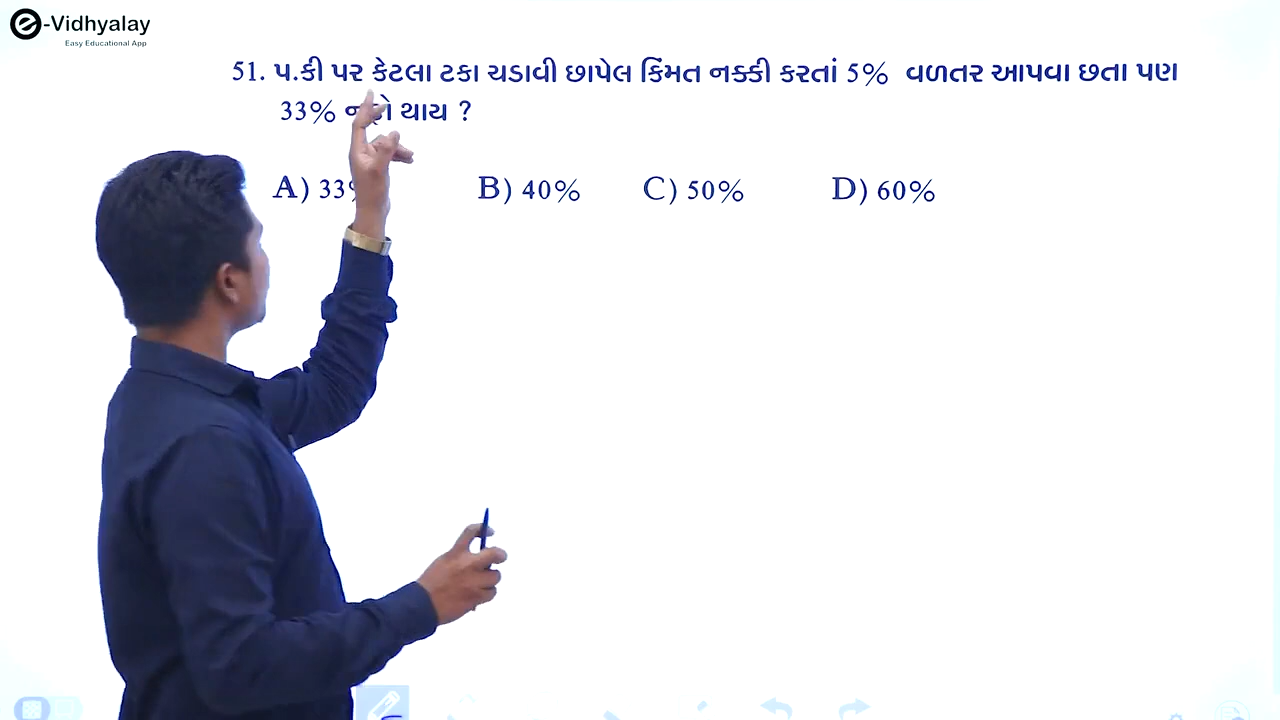 e-Vidhyalay
Easy Educational App
51. પ.કી પર કેટલા ટકા ચડાવી છાપેલ કિંમત નક્કી કરતાં 5% વળતર આપવા છતા પણ
33% થાય ?
A) B) 40% C) 50% D) 60%